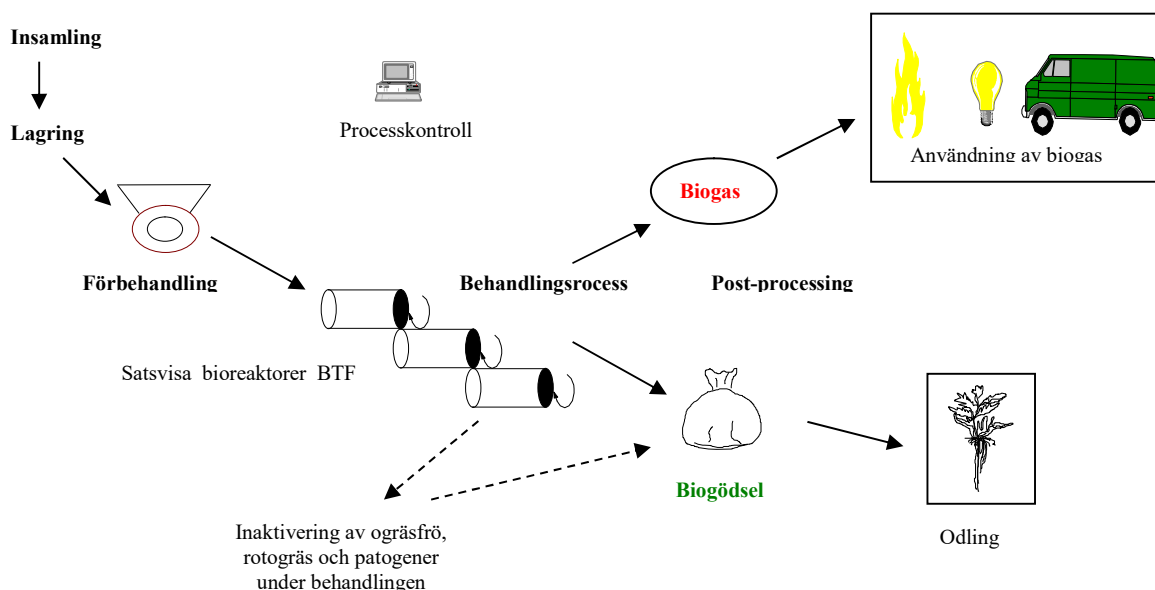 Insamling
Lagring
Processkontroll
Användning av biogas
Biogas
Förbehandling
Behandlingsrocess
Post-processing
Satsvisa bioreaktorer BTF
Biogödsel
Inaktivering av ogräsfrö,
rotogräs och patogener
under behandlingen
Odling